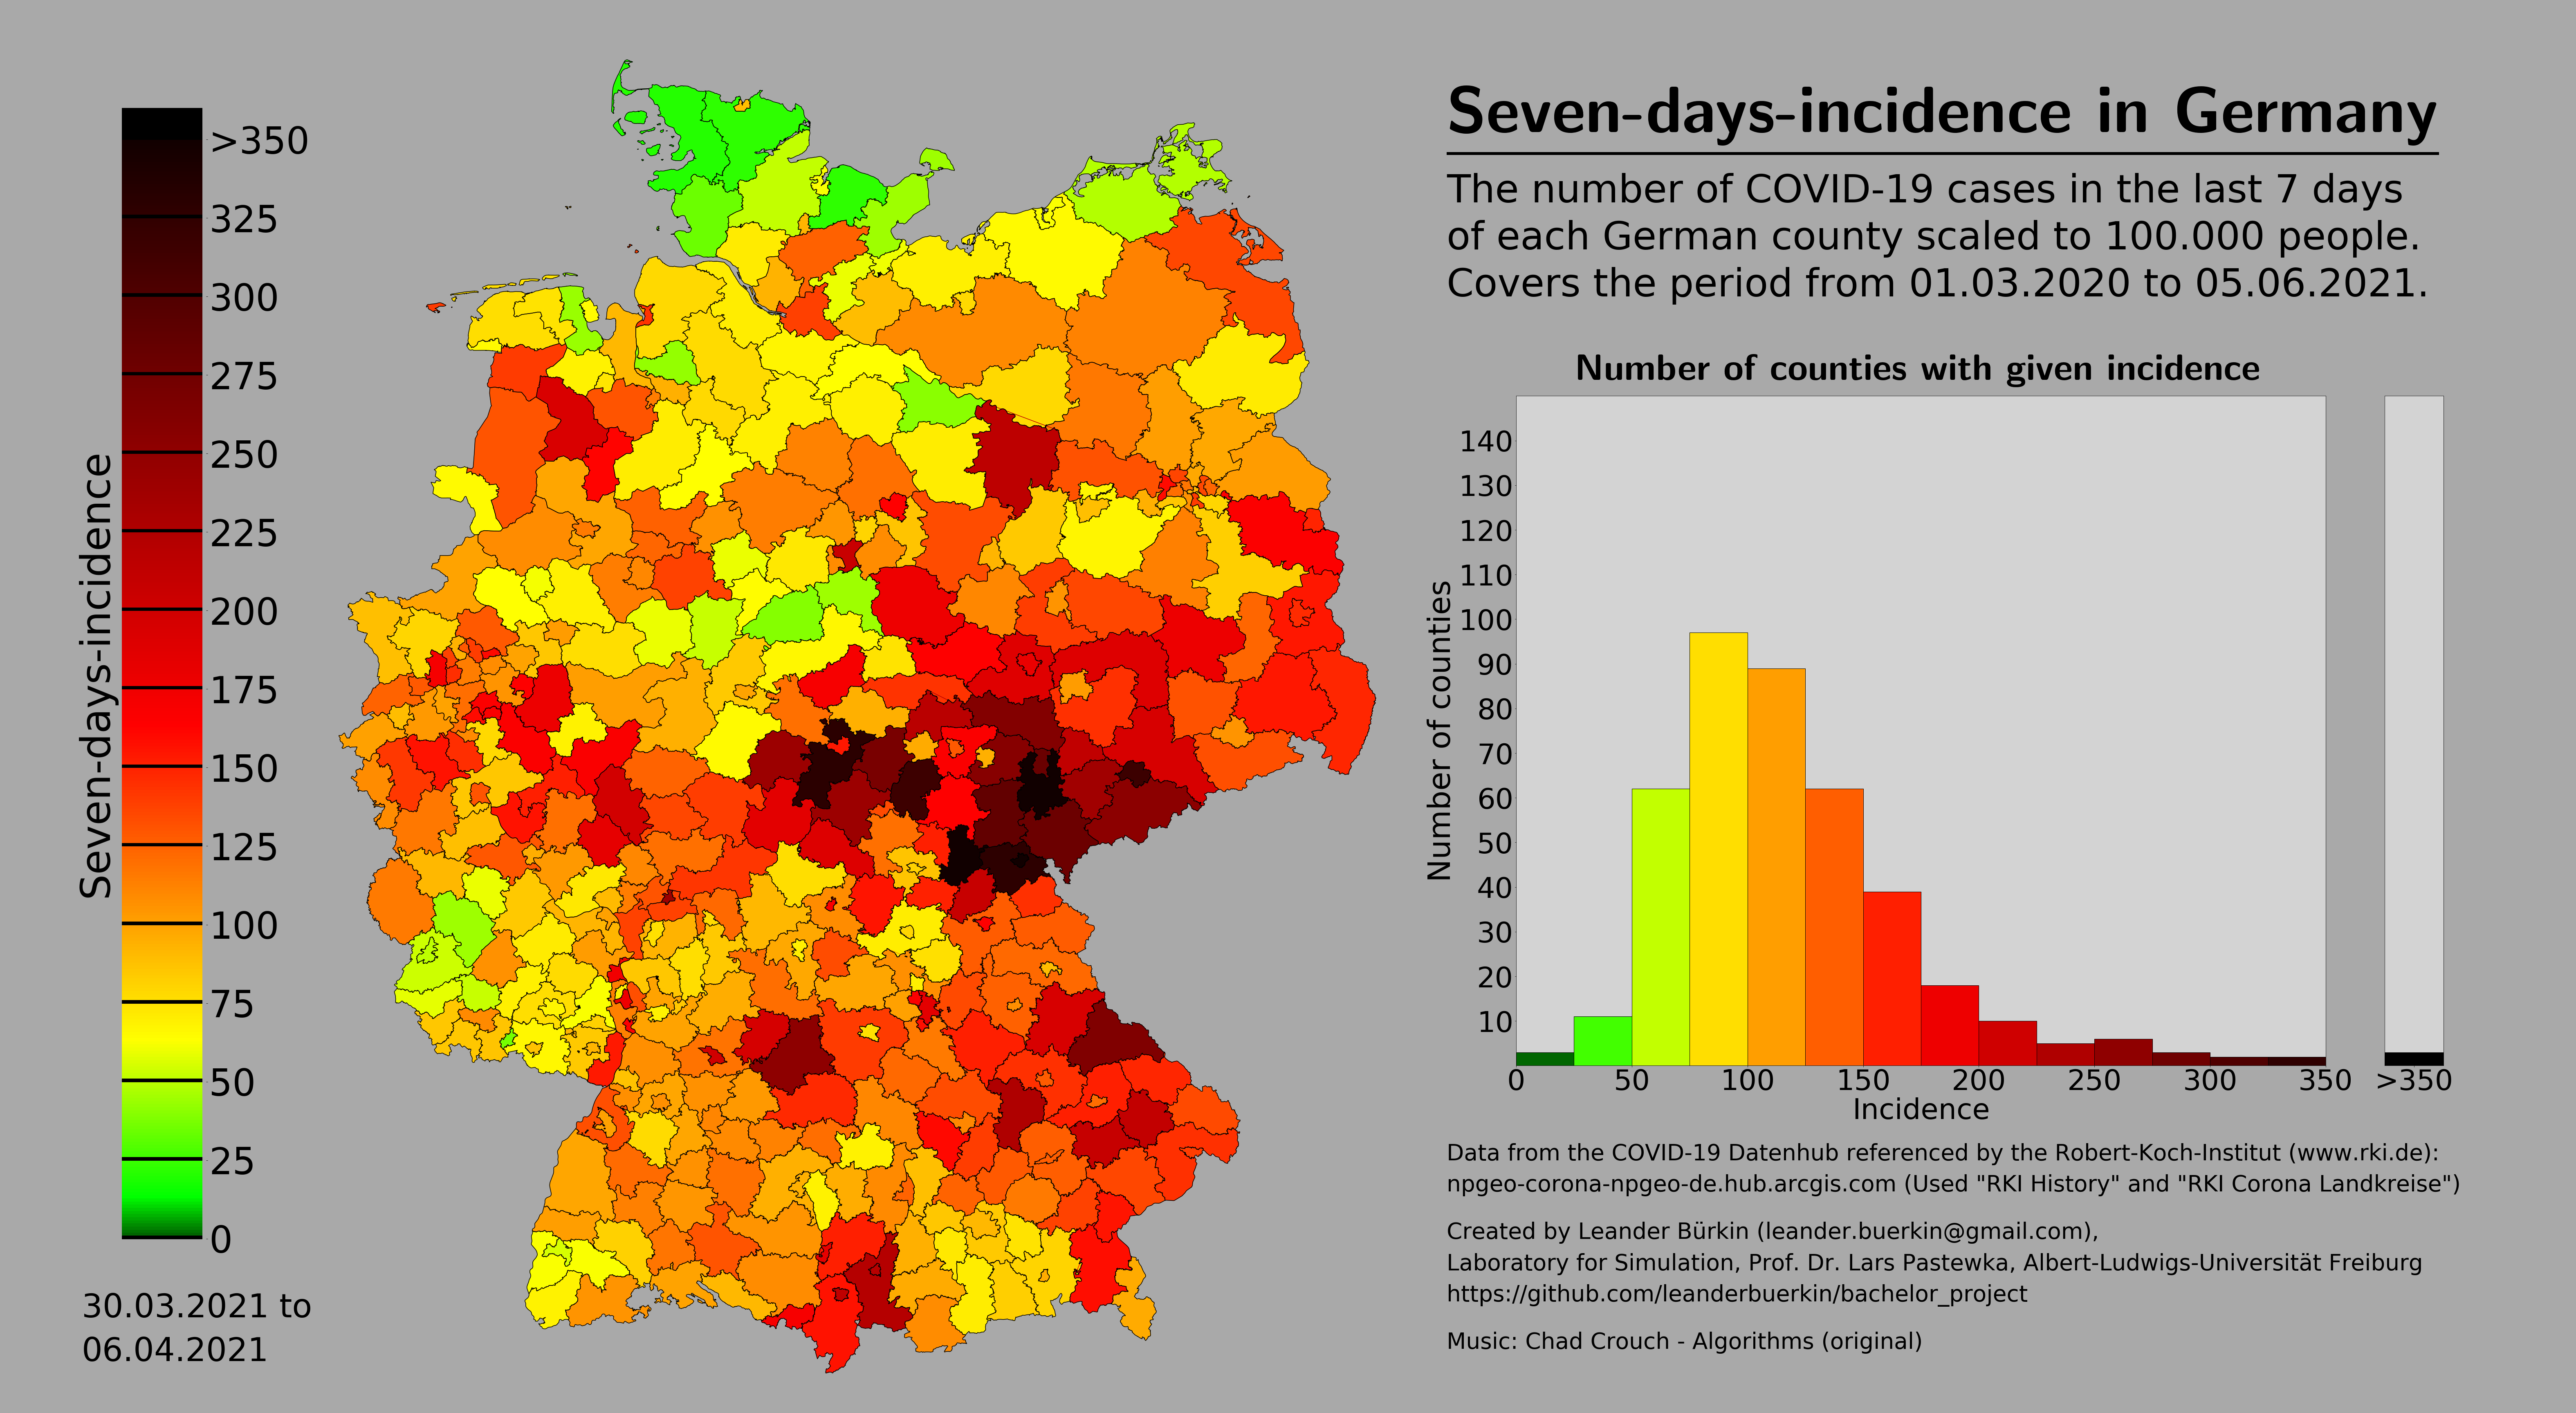 Seven-days-incidence in Germany
The number of COVID-19 cases in the last 7 days
of each German county scaled to 100.000 people.
Covers the period from 01.03.2020 to 05.06.2021.
Seven-days-incidence
>350
325
300
275
250
225
200
175
150
125
100
75
50
25
0
30.03.2021 to
06.04.2021
Number of counties with given incidence
Number of counties
140
130
120
110
100
90
80
70
60
50
40
30
20
10
0 50 100 150 200 250 300 350 >350
Incidence
Data from the COVID-19 Datenhub referenced by the Robert-Koch-Institut (www.rki.de):
npgeo-corona-npgeo-de.hub.arcgis.com (Used "RKI History" and "RKI Corona Landkreise")
Created by Leander Bürkin (leander.buerkin@gmail.com),
Laboratory for Simulation, Prof. Dr. Lars Pastewka, Albert-Ludwigs-Universität Freiburg
https://github.com/leanderbuerkin/bachelor_project
Music: Chad Crouch - Algorithms (original)